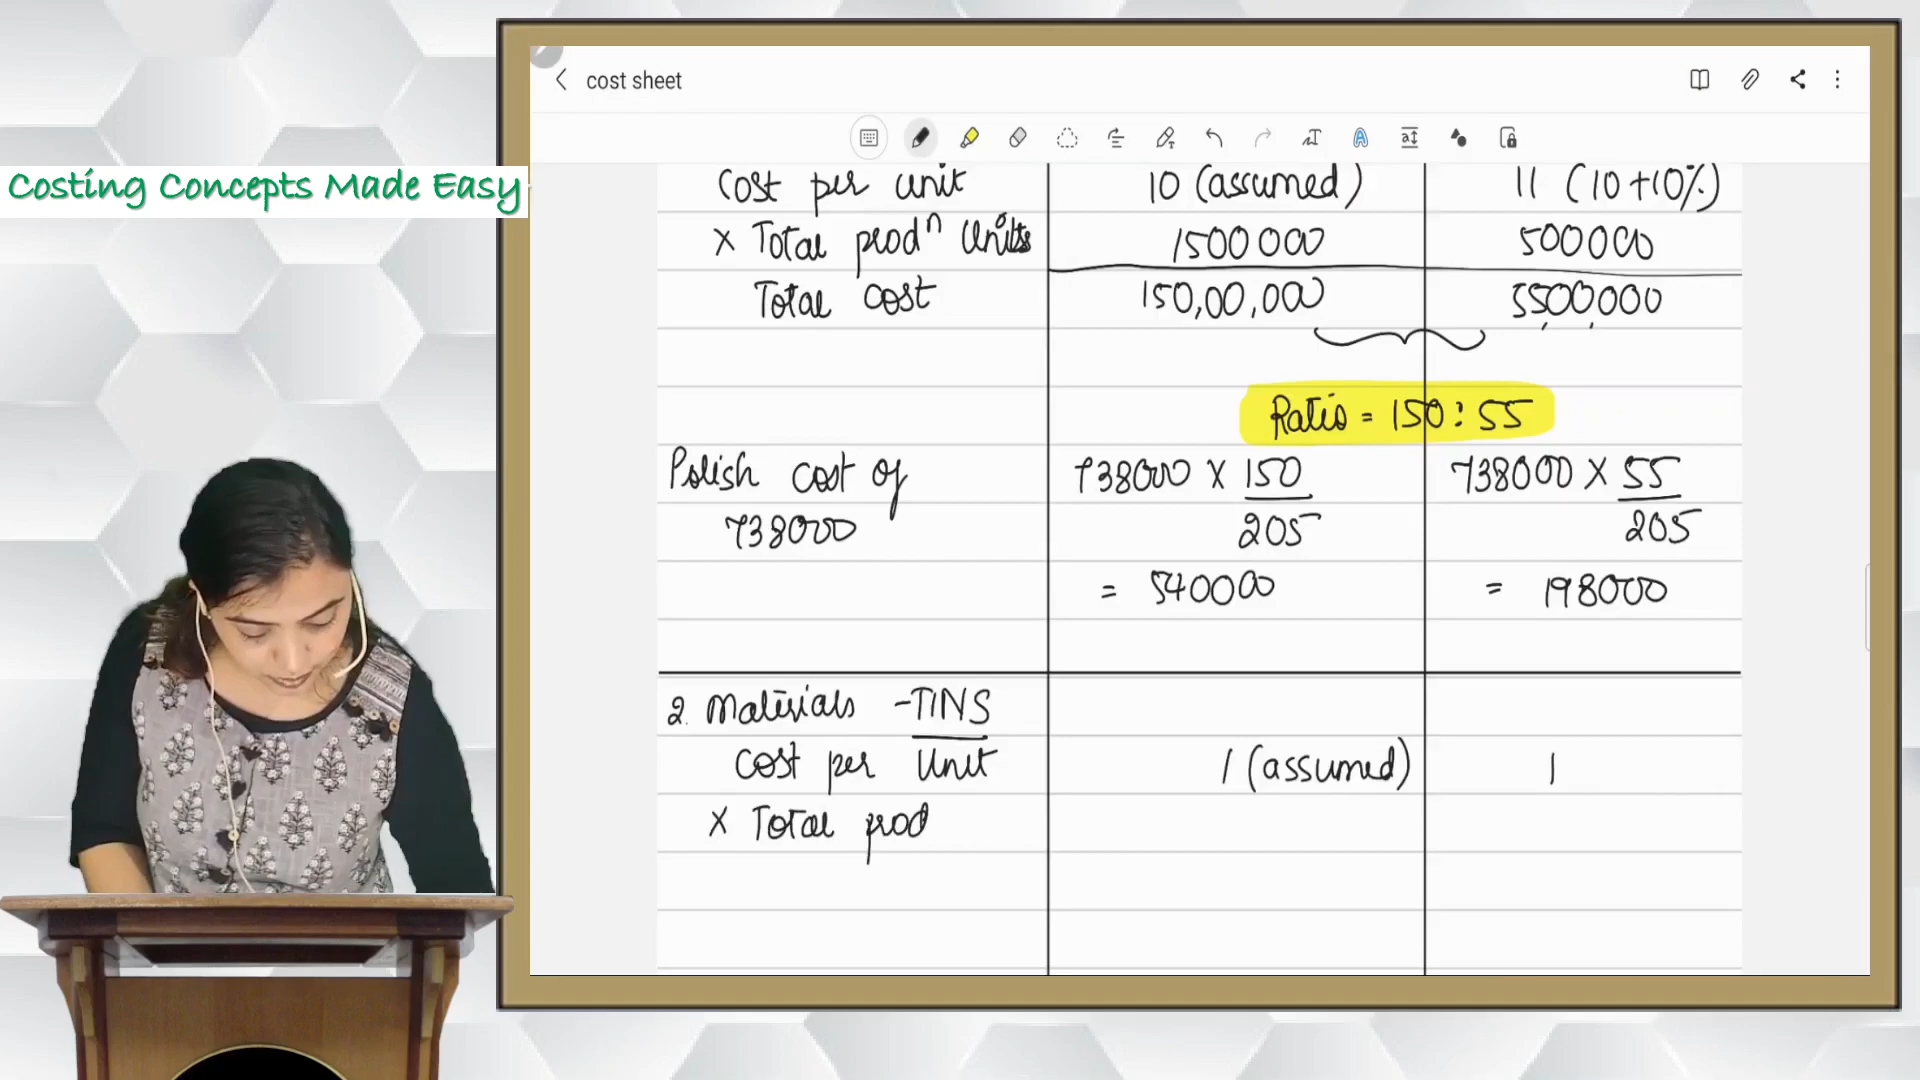 cost sheet
Costing Concepts Made Easy
Cost per unit 10 (assumed) 11 (10+10%)
x Total prodⁿ Units 1500000 500000
Total cost 150,00,000 5500000
Ratio = 150:55
Polish cost of 738000 x 150 738000 x 55
738000 205 205
= 540000 = 198000
2. Materials - TINS
Cost per Unit 1 (assumed) 1
x Total prod